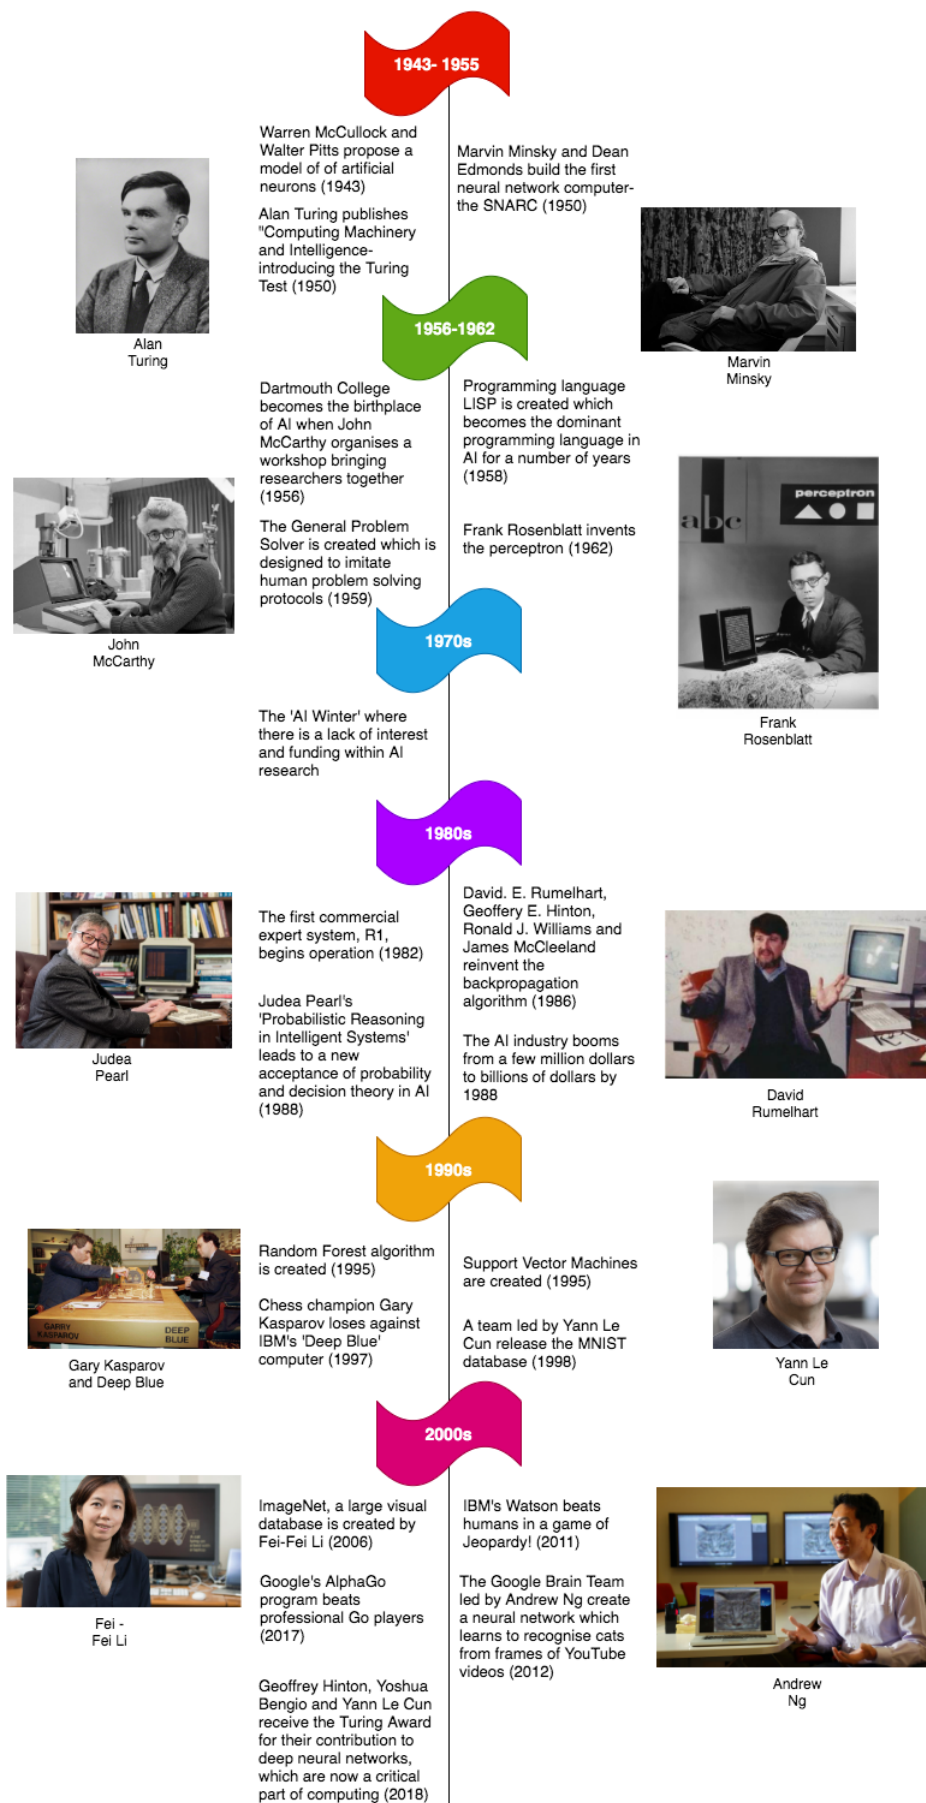 1943- 1955
Warren McCullock and
Walter Pitts propose a
model of of artificial
neurons (1943)
Alan Turing publishes
"Computing Machinery
and Intelligence-
introducing the Turing
Test (1950)
Marvin Minsky and Dean
Edmonds build the first
neural network computer-
the SNARC (1950)
Alan
Turing
Marvin
Minsky
1956-1962
Dartmouth College
becomes the birthplace
of AI when John
McCarthy organises a
workshop bringing
researchers together
(1956)
The General Problem
Solver is created which is
designed to imitate
human problem solving
protocols (1959)
Programming language
LISP is created which
becomes the dominant
programming language in
AI for a number of years
(1958)
Frank Rosenblatt invents
the perceptron (1962)
John
McCarthy
abc
perceptron
Frank
Rosenblatt
1970s
The 'AI Winter' where
there is a lack of interest
and funding within AI
research
1980s
The first commercial
expert system, R1,
begins operation (1982)
Judea Pearl's
'Probabilistic Reasoning
in Intelligent Systems'
leads to a new
acceptance of probability
and decision theory in AI
(1988)
David. E. Rumelhart,
Geoffery E. Hinton,
Ronald J. Williams and
James McCleeland
reinvent the
backpropagation
algorithm (1986)
The AI industry booms
from a few million dollars
to billions of dollars by
1988
Judea
Pearl
David
Rumelhart
1990s
Random Forest algorithm
is created (1995)
Chess champion Gary
Kasparov loses against
IBM's 'Deep Blue'
computer (1997)
Support Vector Machines
are created (1995)
A team led by Yann Le
Cun release the MNIST
database (1998)
GARRY
KASPAROV
DEEP
BLUE
Gary Kasparov
and Deep Blue
Yann Le
Cun
2000s
ImageNet, a large visual
database is created by
Fei-Fei Li (2006)
Google's AlphaGo
program beats
professional Go players
(2017)
Geoffrey Hinton, Yoshua
Bengio and Yann Le Cun
receive the Turing Award
for their contribution to
deep neural networks,
which are now a critical
part of computing (2018)
IBM's Watson beats
humans in a game of
Jeopardy! (2011)
The Google Brain Team
led by Andrew Ng create
a neural network which
learns to recognise cats
from frames of YouTube
videos (2012)
Fei -
Fei Li
Andrew
Ng